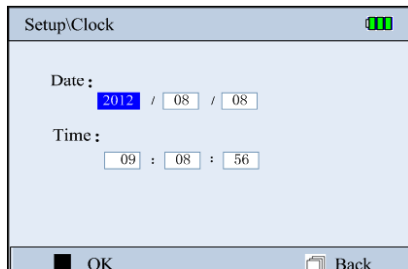 Setup\Clock
Date:
2012 / 08 / 08
Time:
09 : 08 : 56
OK Back